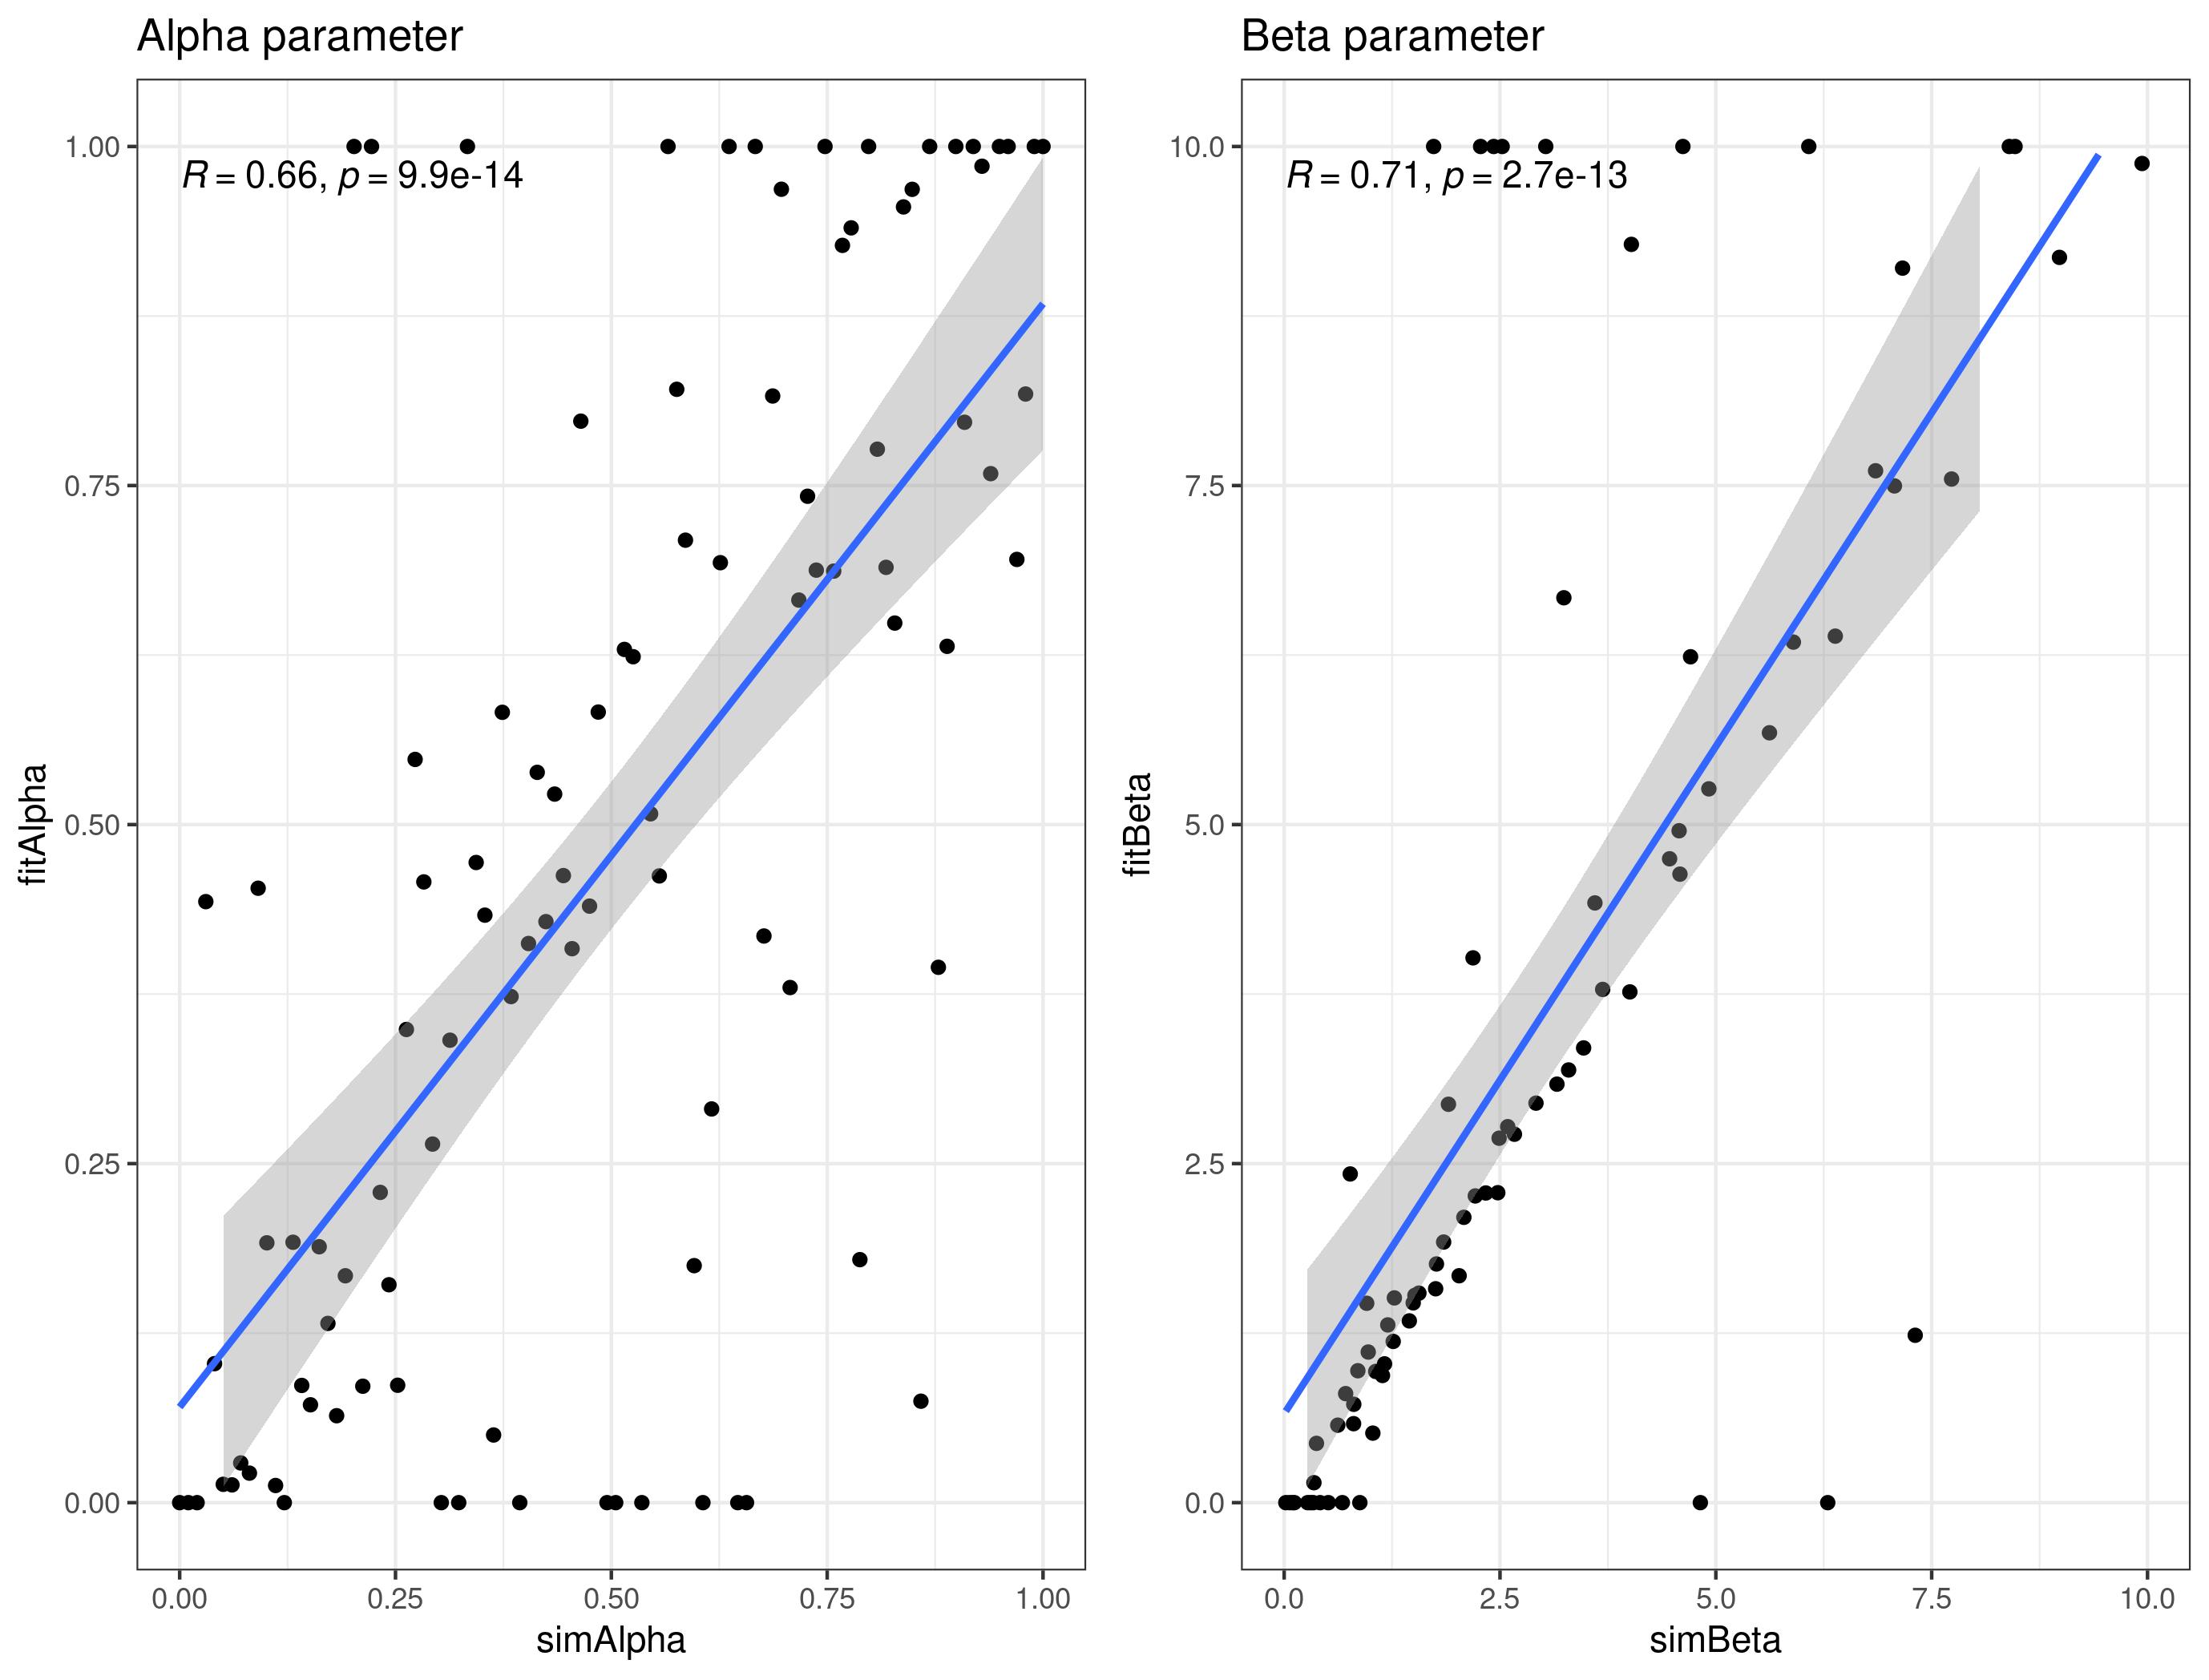 Alpha parameter
R = 0.66, p = 9.9e-14
1.00
0.75
0.50
0.25
0.00
fitAlpha
0.00 0.25 0.50 0.75 1.00
simAlpha
Beta parameter
R = 0.71, p = 2.7e-13
10.0
7.5
5.0
2.5
0.0
fitBeta
0.0 2.5 5.0 7.5 10.0
simBeta